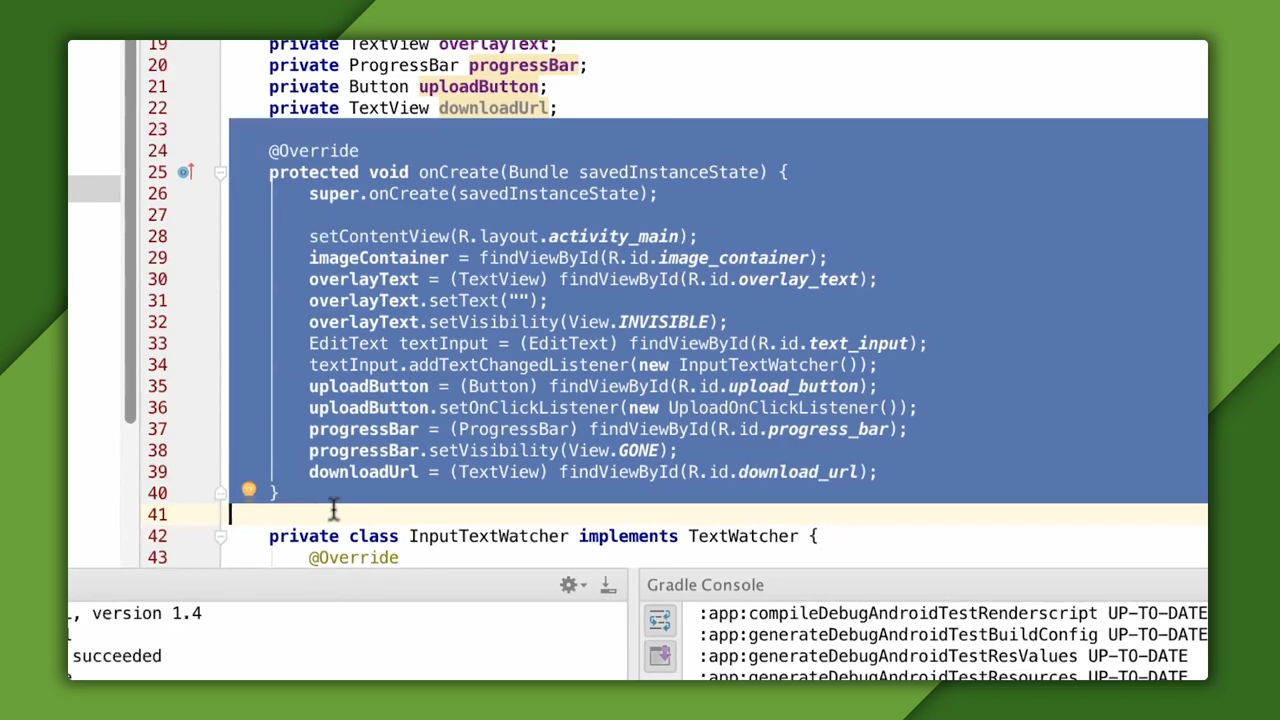 19 private TextView overlayText;
20 private ProgressBar progressBar;
21 private Button uploadButton;
22 private TextView downloadUrl;
23
24 @Override
25 protected void onCreate(Bundle savedInstanceState) {
26 super.onCreate(savedInstanceState);
27
28 setContentView(R.layout.activity_main);
29 imageContainer = findViewById(R.id.image_container);
30 overlayText = (TextView) findViewById(R.id.overlay_text);
31 overlayText.setText("");
32 overlayText.setVisibility(View.INVISIBLE);
33 EditText textInput = (EditText) findViewById(R.id.text_input);
34 textInput.addTextChangedListener(new InputTextWatcher());
35 uploadButton = (Button) findViewById(R.id.upload_button);
36 uploadButton.setOnClickListener(new UploadOnClickListener());
37 progressBar = (ProgressBar) findViewById(R.id.progress_bar);
38 progressBar.setVisibility(View.GONE);
39 downloadUrl = (TextView) findViewById(R.id.download_url);
40 }
41
42 private class InputTextWatcher implements TextWatcher {
43 @Override
, version 1.4
succeeded
Gradle Console
:app:compileDebugAndroidTestRenderscript UP-TO-DATE
:app:generateDebugAndroidTestBuildConfig UP-TO-DATE
:app:generateDebugAndroidTestResValues UP-TO-DATE
:app:generateDebugAndroidTestResources UP-TO-DATE